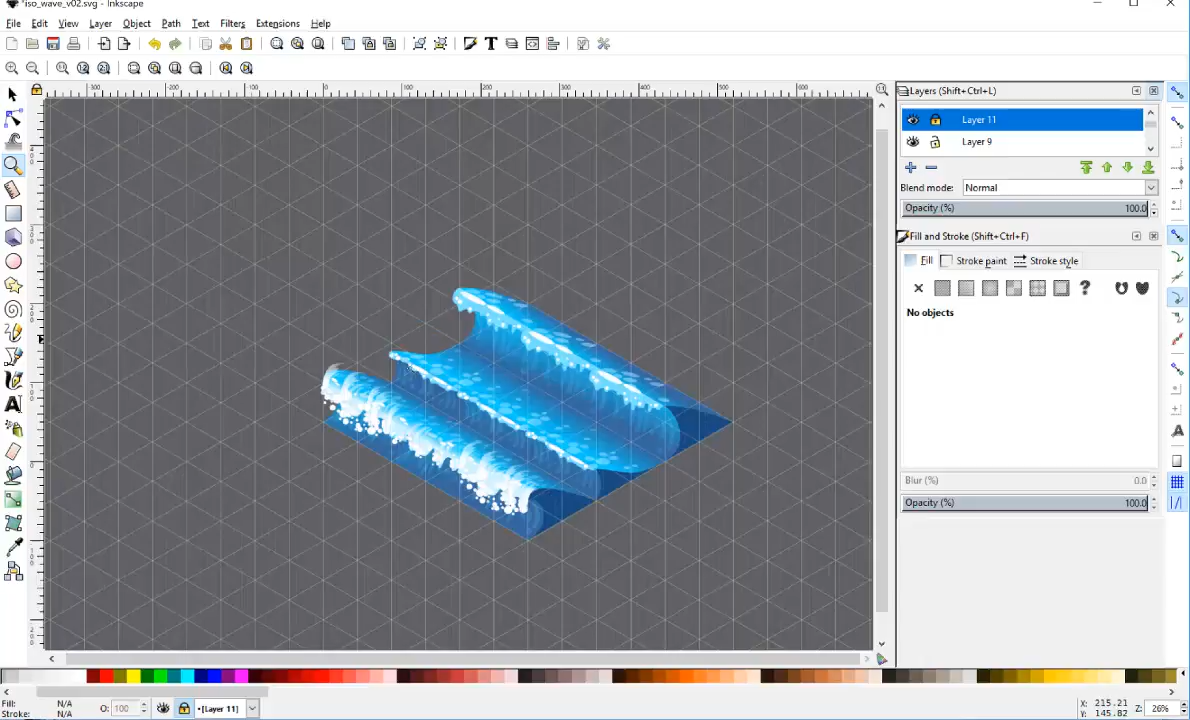 *iso_wave_v02.svg - Inkscape
File Edit View Layer Object Path Text Filters Extensions Help
Layers (Shift+Ctrl+L)
Layer 11
Layer 9
Blend mode: Normal
Opacity (%) 100.0
Fill and Stroke (Shift+Ctrl+F)
Fill Stroke paint Stroke style
No objects
Blur (%) 0.0
Opacity (%) 100.0
Fill: N/A
Stroke: N/A
O: 100
•[Layer 11]
X: 215.21
Y: 145.82
Z: 26%